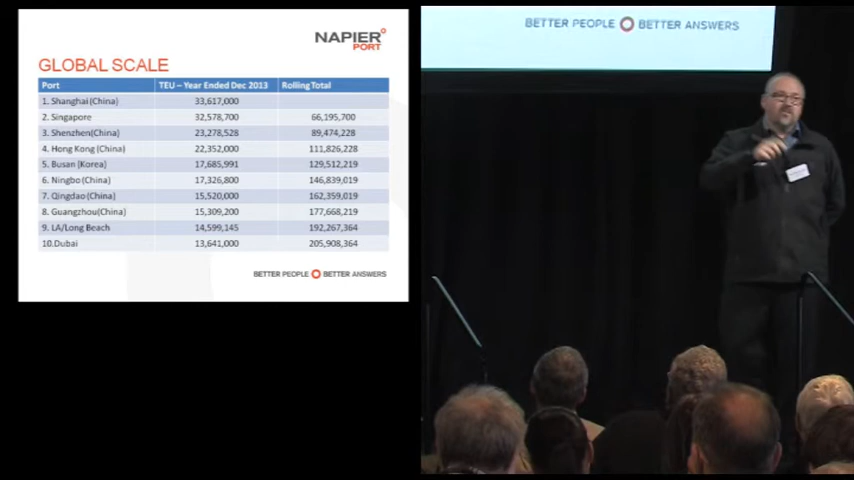 NAPIER
PORT
GLOBAL SCALE
Port TEU – Year Ended Dec 2013 Rolling Total
1. Shanghai (China) 33,617,000
2. Singapore 32,578,700 66,195,700
3. Shenzhen(China) 23,278,528 89,474,228
4. Hong Kong (China) 22,352,000 111,826,228
5. Busan (Korea) 17,685,991 129,512,219
6. Ningbo (China) 17,326,800 146,839,019
7. Qingdao (China) 15,520,000 162,359,019
8. Guangzhou(China) 15,309,200 177,668,219
9. LA/Long Beach 14,599,145 192,267,364
10.Dubai 13,641,000 205,908,364
BETTER PEOPLE BETTER ANSWERS
BETTER PEOPLE BETTER ANSWERS